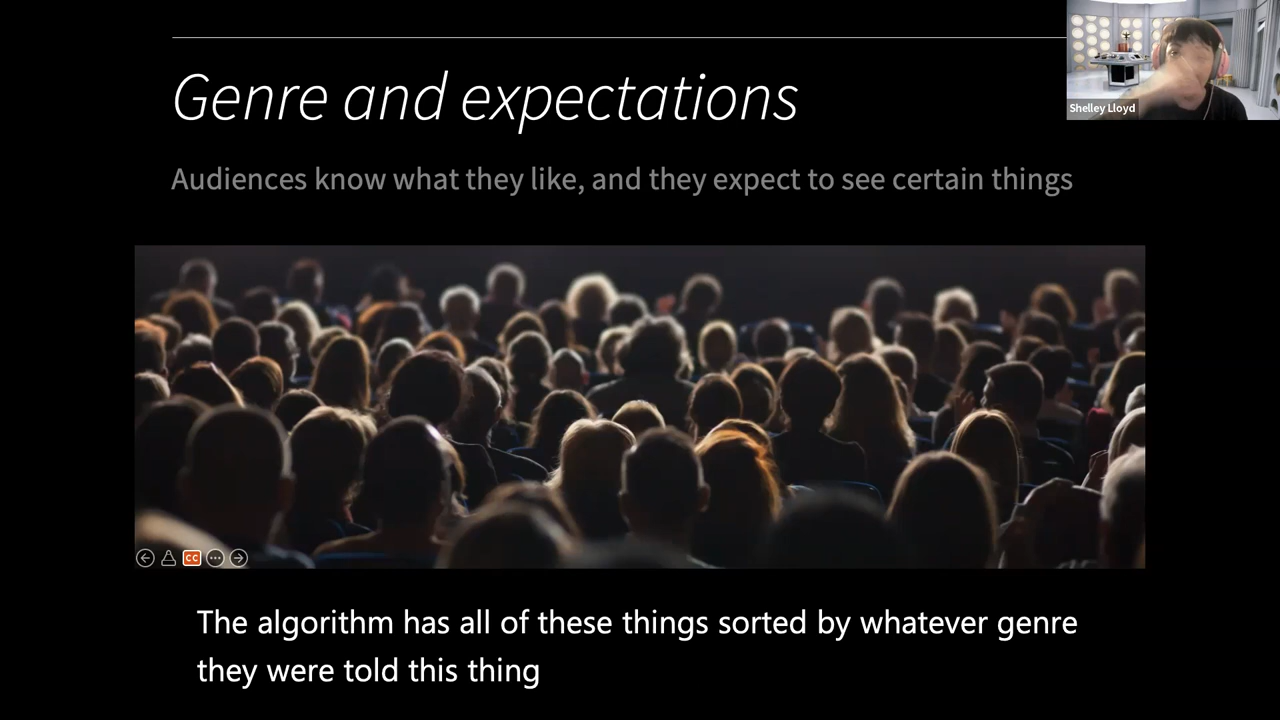 Genre and expectations
Shelley Lloyd
Audiences know what they like, and they expect to see certain things
CC
The algorithm has all of these things sorted by whatever genre
they were told this thing